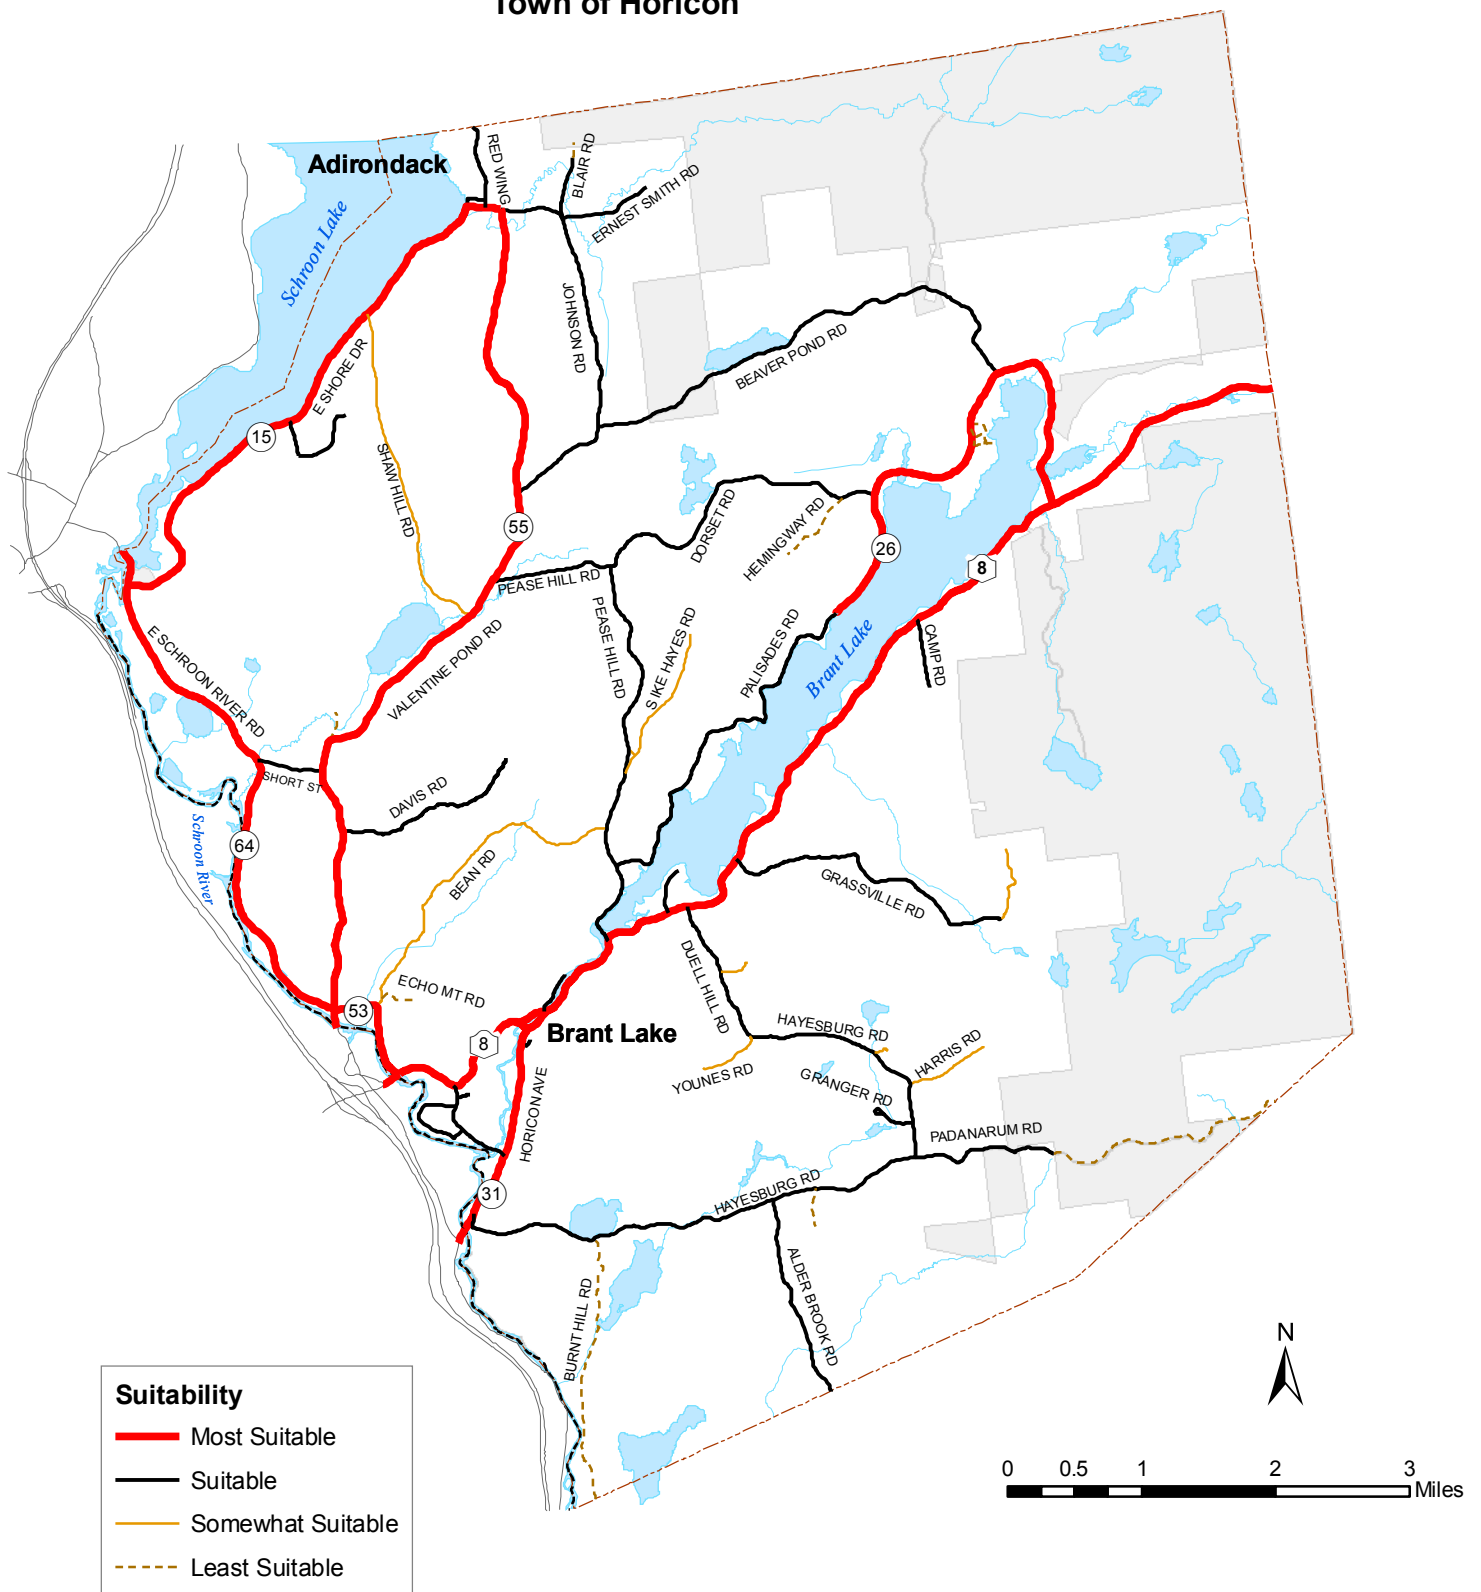 Town of Horicon
Adirondack
RED WING
BLAIR RD
ERNEST SMITH RD
Schroon Lake
JOHNSON RD
BEAVER POND RD
E SHORE DR
15
SHAW HILL RD
55
DORSET RD
HEMINGWAY RD
26
8
PEASE HILL RD
PEASE HILL RD
S IKE HAYES RD
PALISADES RD
Brant Lake
CAMP RD
E SCHROON RIVER RD
VALENTINE POND RD
SHORT ST
DAVIS RD
64
Schroon River
BEAN RD
GRASSVILLE RD
ECHO MT RD
53
DUELL HILL RD
8
Brant Lake
HAYESBURG RD
HARRIS RD
YOUNES RD
GRANGER RD
HORICON AVE
PADANARUM RD
31
HAYESBURG RD
BURNT HILL RD
ALDER BROOK RD
N
Suitability
Most Suitable
Suitable
Somewhat Suitable
Least Suitable
0 0.5 1 2 3
Miles